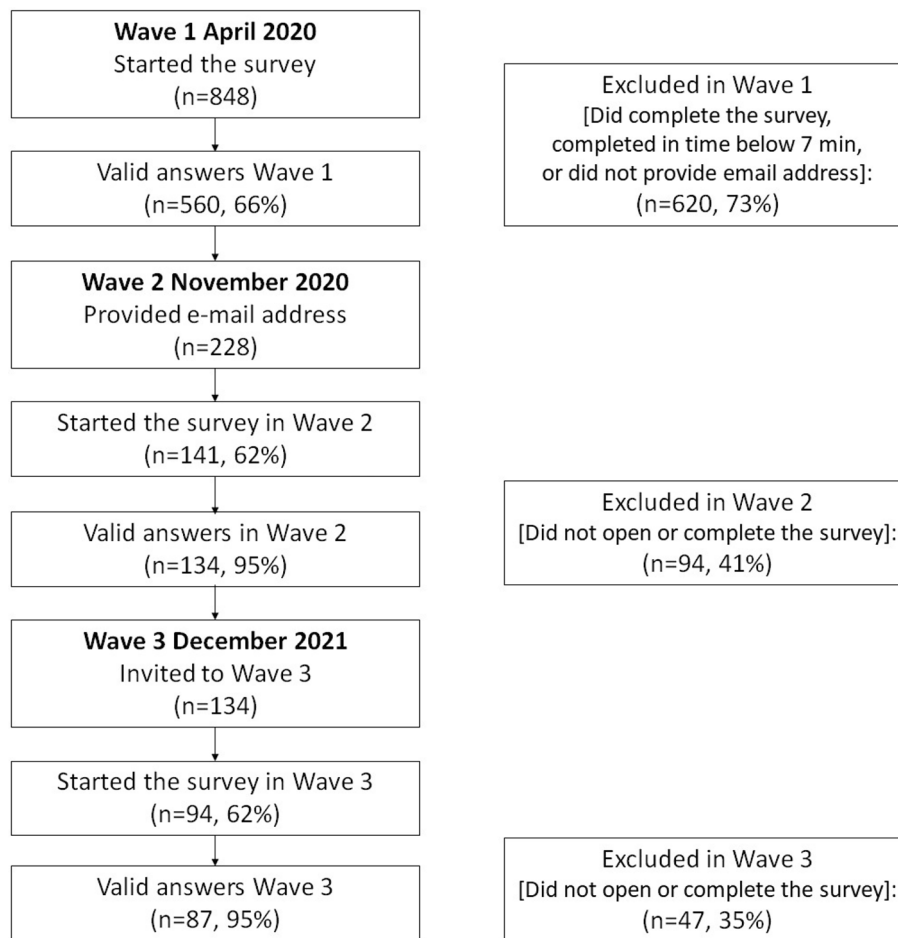 Wave 1 April 2020
Started the survey
(n=848)
Excluded in Wave 1
[Did complete the survey,
completed in time below 7 min,
or did not provide email address]:
(n=620, 73%)
Valid answers Wave 1
(n=560, 66%)
Wave 2 November 2020
Provided e-mail address
(n=228)
Started the survey in Wave 2
(n=141, 62%)
Valid answers in Wave 2
(n=134, 95%)
Excluded in Wave 2
[Did not open or complete the survey]:
(n=94, 41%)
Wave 3 December 2021
Invited to Wave 3
(n=134)
Started the survey in Wave 3
(n=94, 62%)
Valid answers Wave 3
(n=87, 95%)
Excluded in Wave 3
[Did not open or complete the survey]:
(n=47, 35%)